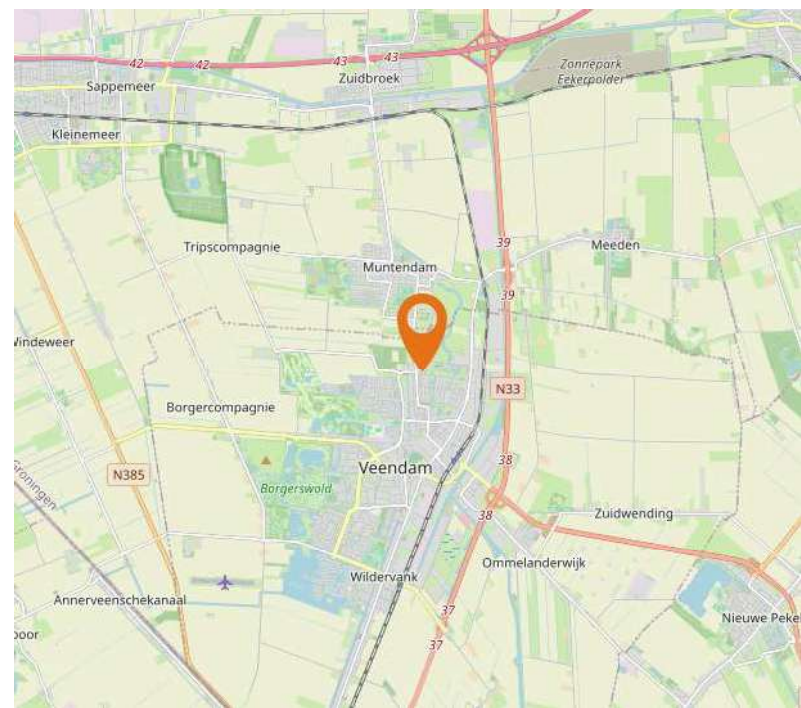 42
42
43
43
Sappemeer
Zuidbroek
Zonnepark
Eekerpolder
Kleinemeer
39
Tripscompagnie
Meeden
Muntendam
39
Windeweer
N33
Borgercompagnie
38
Veendam
N385
Borgerswold
Groningen
38
Zuidwending
Ommelanderwijk
Wildervank
Annerveenschekanaal
37
Nieuwe Peke
oor
37